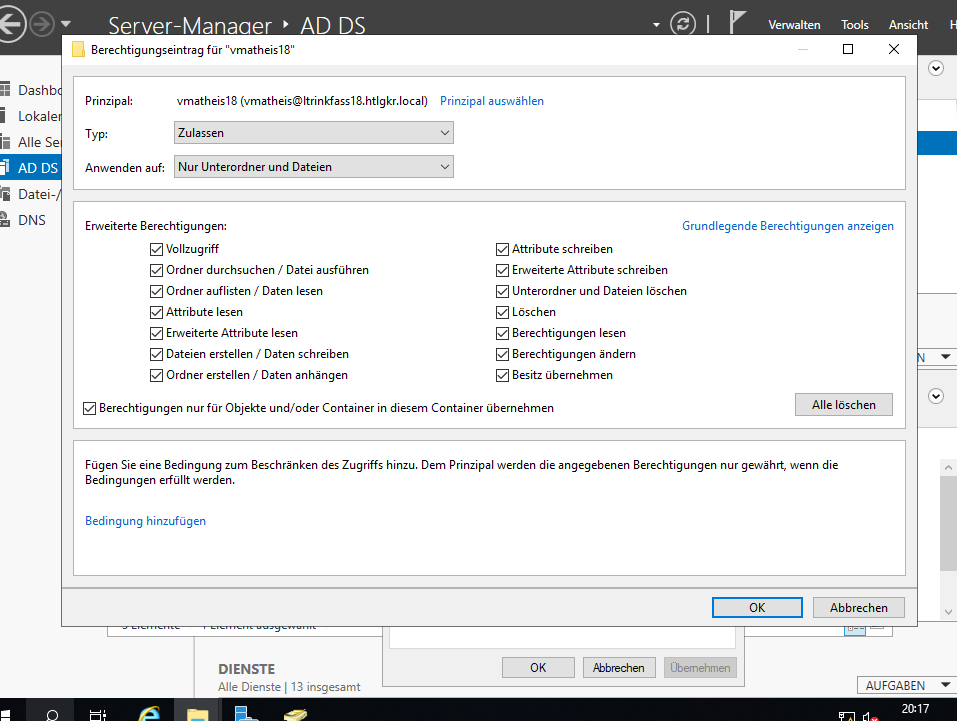 Server-Manager ‣ AD DS
Verwalten Tools Ansicht H
Berechtigungseintrag für "vmatheis18"
Dashbo
Lokaler
Alle Ser
AD DS
Datei-/
DNS
Prinzipal: vmatheis18 (vmatheis@ltrinkfass18.htlgkr.local) Prinzipal auswählen
Typ: Zulassen
Anwenden auf: Nur Unterordner und Dateien
Erweiterte Berechtigungen: Grundlegende Berechtigungen anzeigen
Vollzugriff
Ordner durchsuchen / Datei ausführen
Ordner auflisten / Daten lesen
Attribute lesen
Erweiterte Attribute lesen
Dateien erstellen / Daten schreiben
Ordner erstellen / Daten anhängen
Attribute schreiben
Erweiterte Attribute schreiben
Unterordner und Dateien löschen
Löschen
Berechtigungen lesen
Berechtigungen ändern
Besitz übernehmen
Berechtigungen nur für Objekte und/oder Container in diesem Container übernehmen
Alle löschen
N
Fügen Sie eine Bedingung zum Beschränken des Zugriffs hinzu. Dem Prinzipal werden die angegebenen Berechtigungen nur gewährt, wenn die
Bedingungen erfüllt werden.
Bedingung hinzufügen
OK Abbrechen
Elemente 1 Element ausgewählt
OK Abbrechen Übernehmen
DIENSTE
Alle Dienste | 13 insgesamt
AUFGABEN
20:17